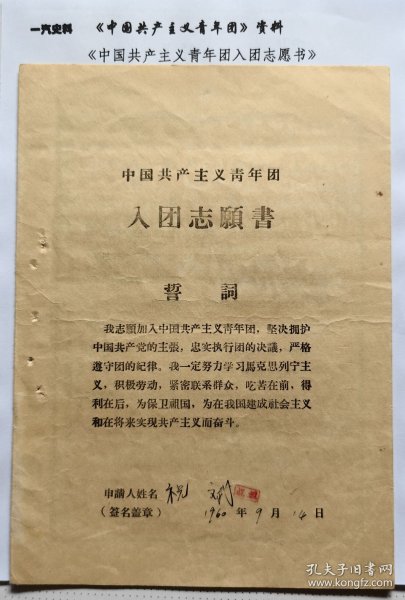 一汽史料 《中国共产主义青年团》资料
《中国共产主义青年团入团志愿书》
中国共产主义青年团
入团志願書
誓 詞
我志願加入中国共产主义青年团，坚决拥护
中国共产党的主張，忠实执行团的决議，严格
遵守团的紀律。我一定努力学习馬克思列宁主
义，积极劳动，紧密联系群众，吃苦在前，得
利在后，为保卫祖国，为在我国建成社会主义
和在将来实现共产主义而奋斗。
申請人姓名
（签名盖章） 1960 年 9 月 14 日
孔夫子旧书网
www.kongfz.com